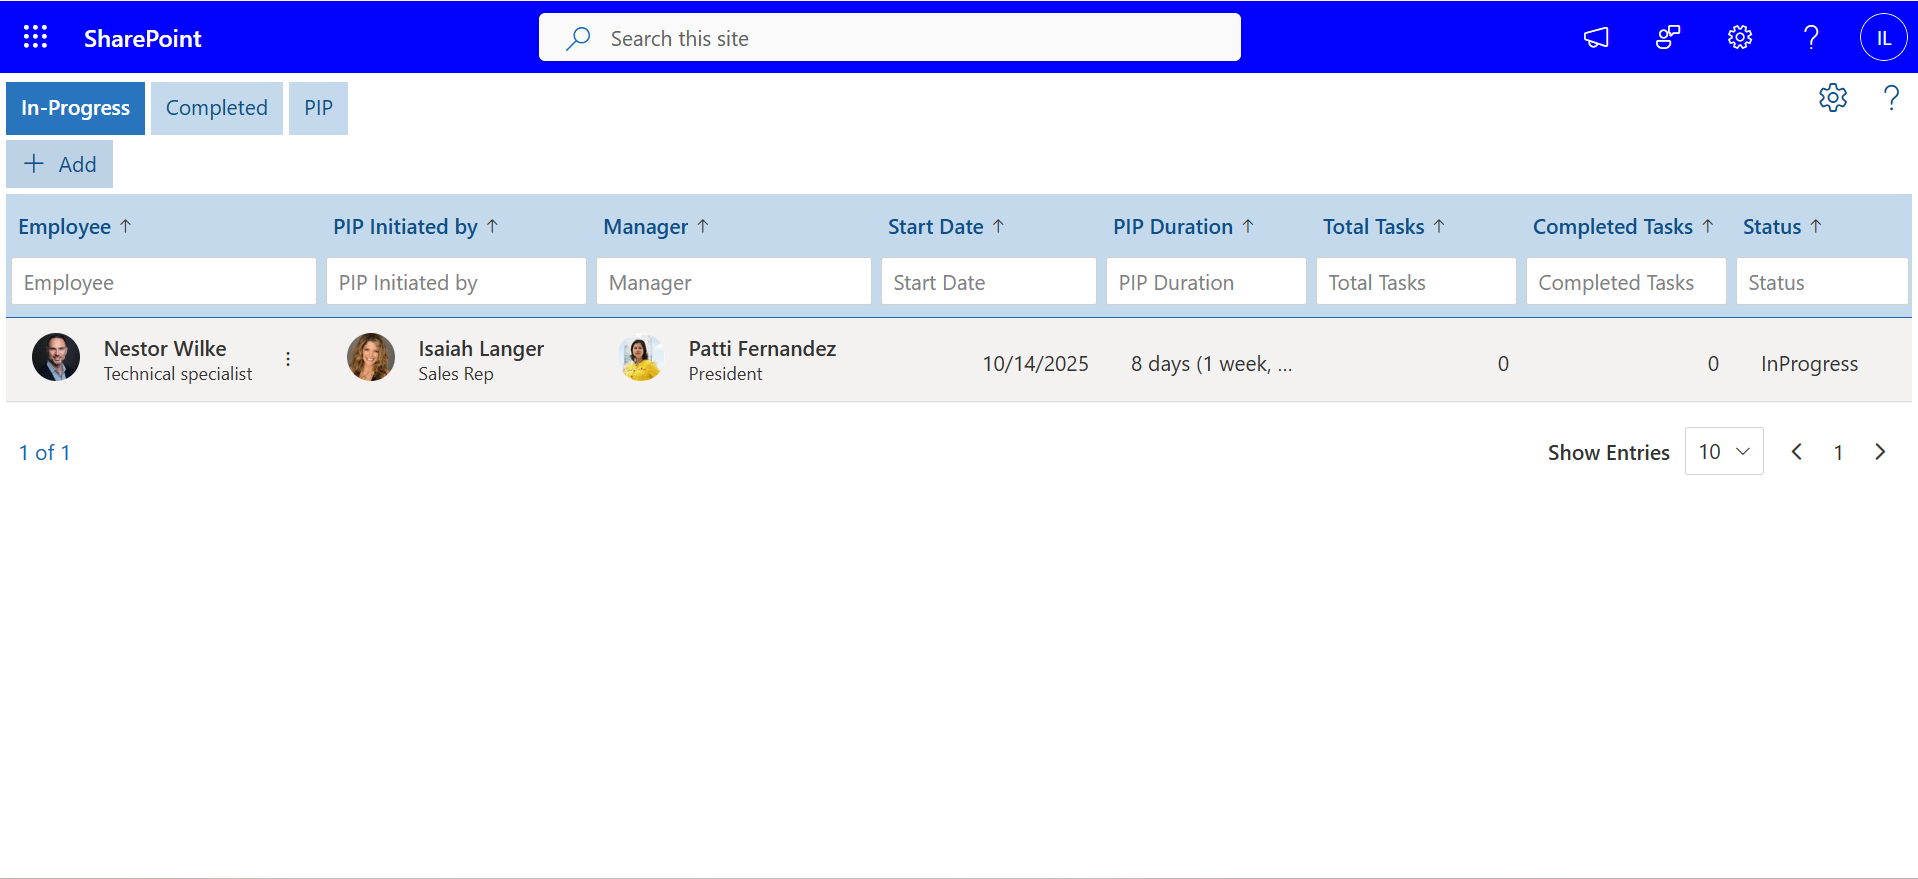 SharePoint
Search this site
IL
In-Progress
Completed
PIP
Add
Employee PIP Initiated by Manager Start Date PIP Duration Total Tasks Completed Tasks Status
Employee PIP Initiated by Manager Start Date PIP Duration Total Tasks Completed Tasks Status
Nestor Wilke
Technical specialist
Isaiah Langer
Sales Rep
Patti Fernandez
President
10/14/2025
8 days (1 week, ...
0
0
InProgress
1 of 1
Show Entries
10
1